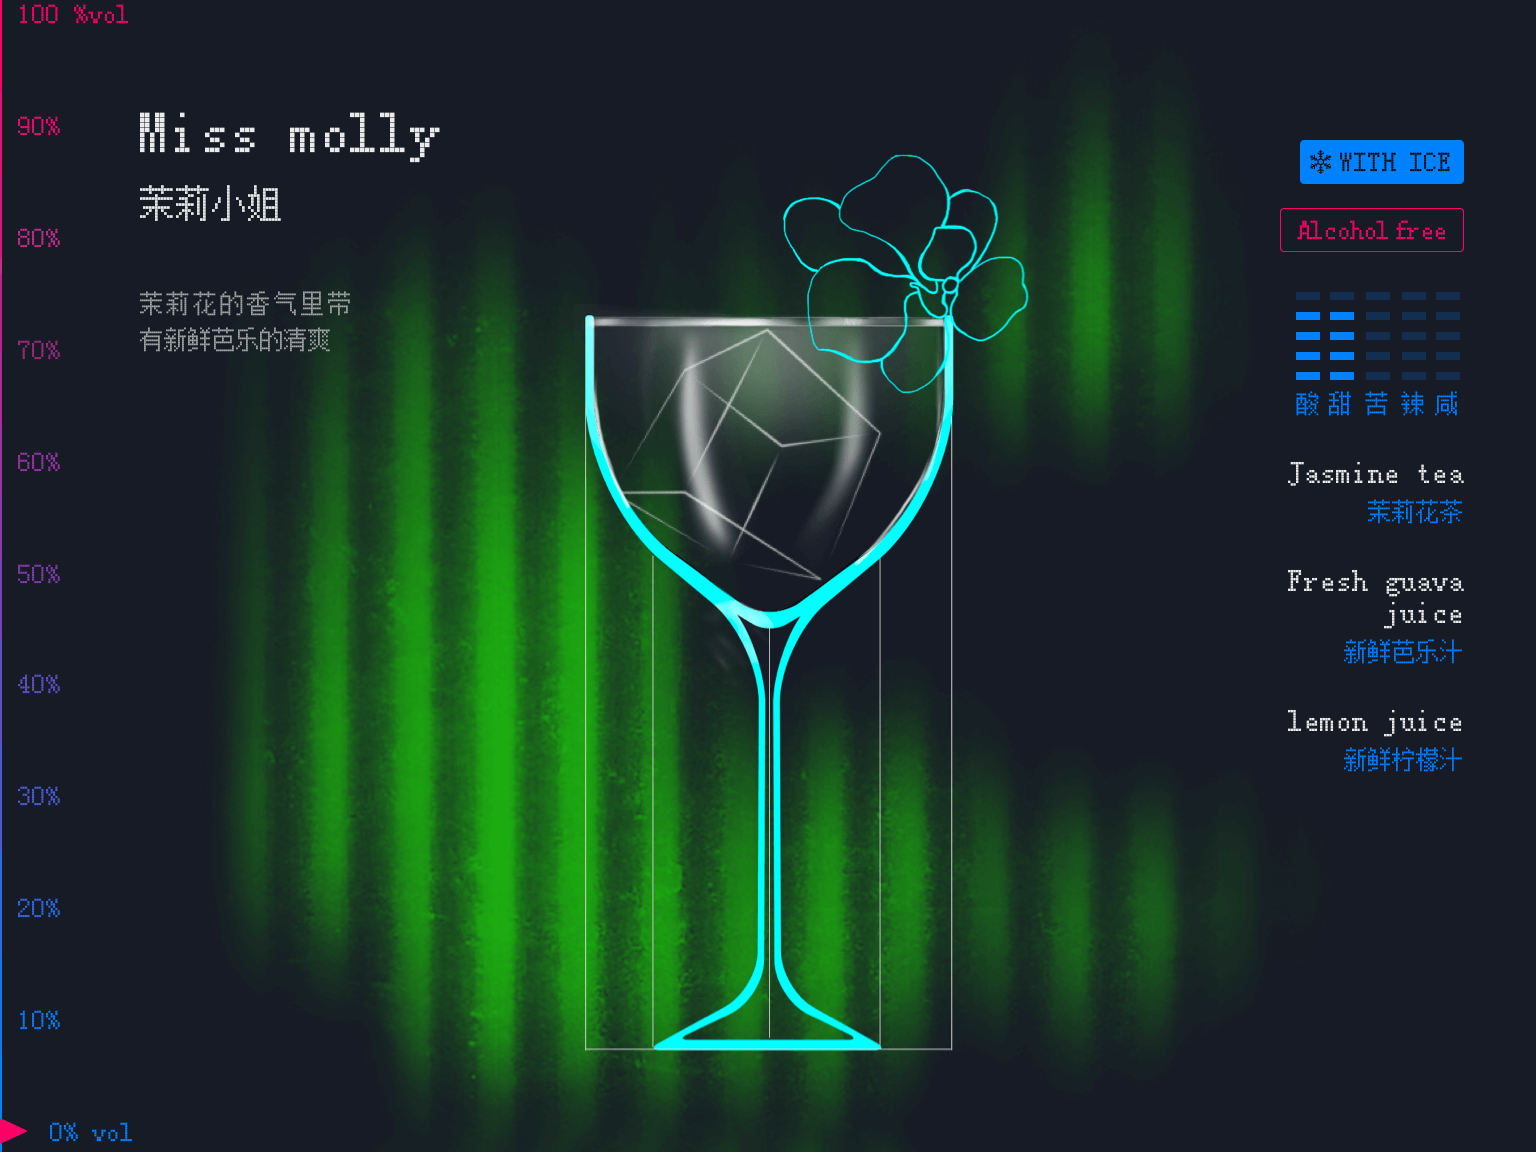 100 %vol
90%
80%
70%
60%
50%
40%
30%
20%
10%
0% vol
Miss molly
茉莉小姐
茉莉花的香气里带
有新鲜芭乐的清爽
WITH ICE
Alcohol free
酸 甜 苦 辣 咸
Jasmine tea
茉莉花茶
Fresh guava
juice
新鲜芭乐汁
lemon juice
新鲜柠檬汁